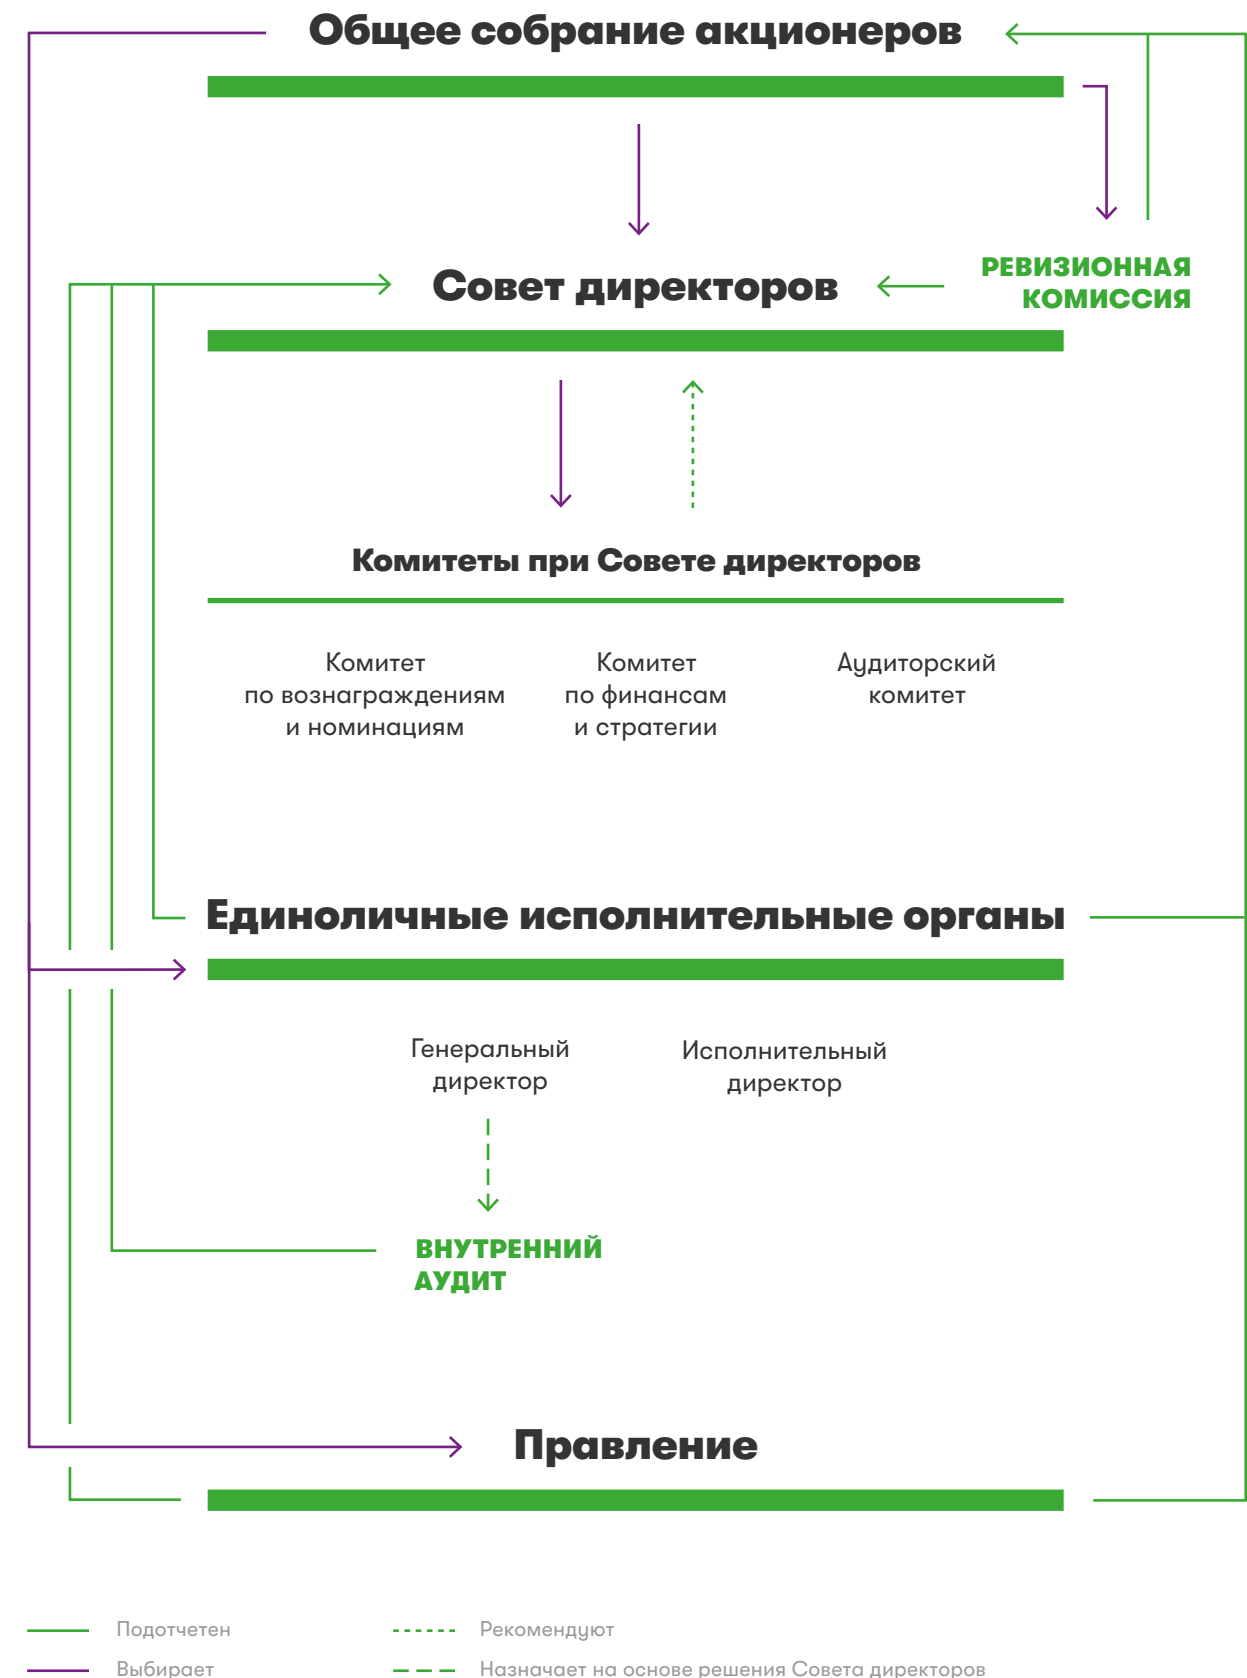 Общее собрание акционеров
Совет директоров
РЕВИЗИОННАЯ
КОМИССИЯ
Комитеты при Совете директоров
Комитет
по вознаграждениям
и номинациям
Комитет
по финансам
и стратегии
Аудиторский
комитет
Единоличные исполнительные органы
Генеральный
директор
Исполнительный
директор
ВНУТРЕННИЙ
АУДИТ
Правление
Подотчетен
Выбирает
Рекомендуют
Назначает на основе решения Совета директоров